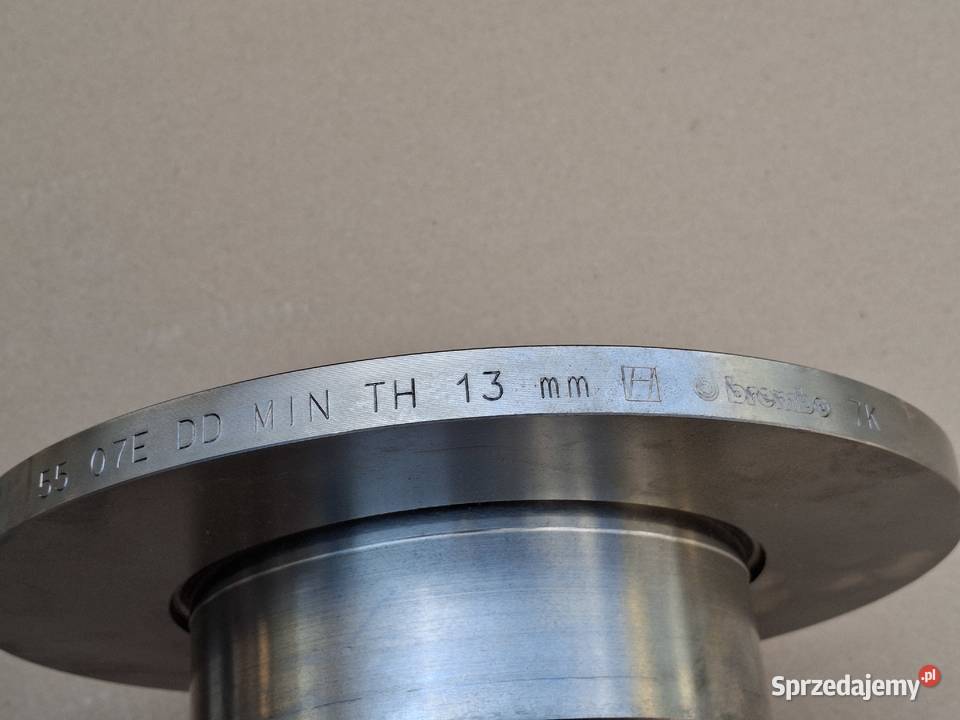 55 07E DD MIN TH 13 mm H brembo 7K
Sprzedajemy.pl